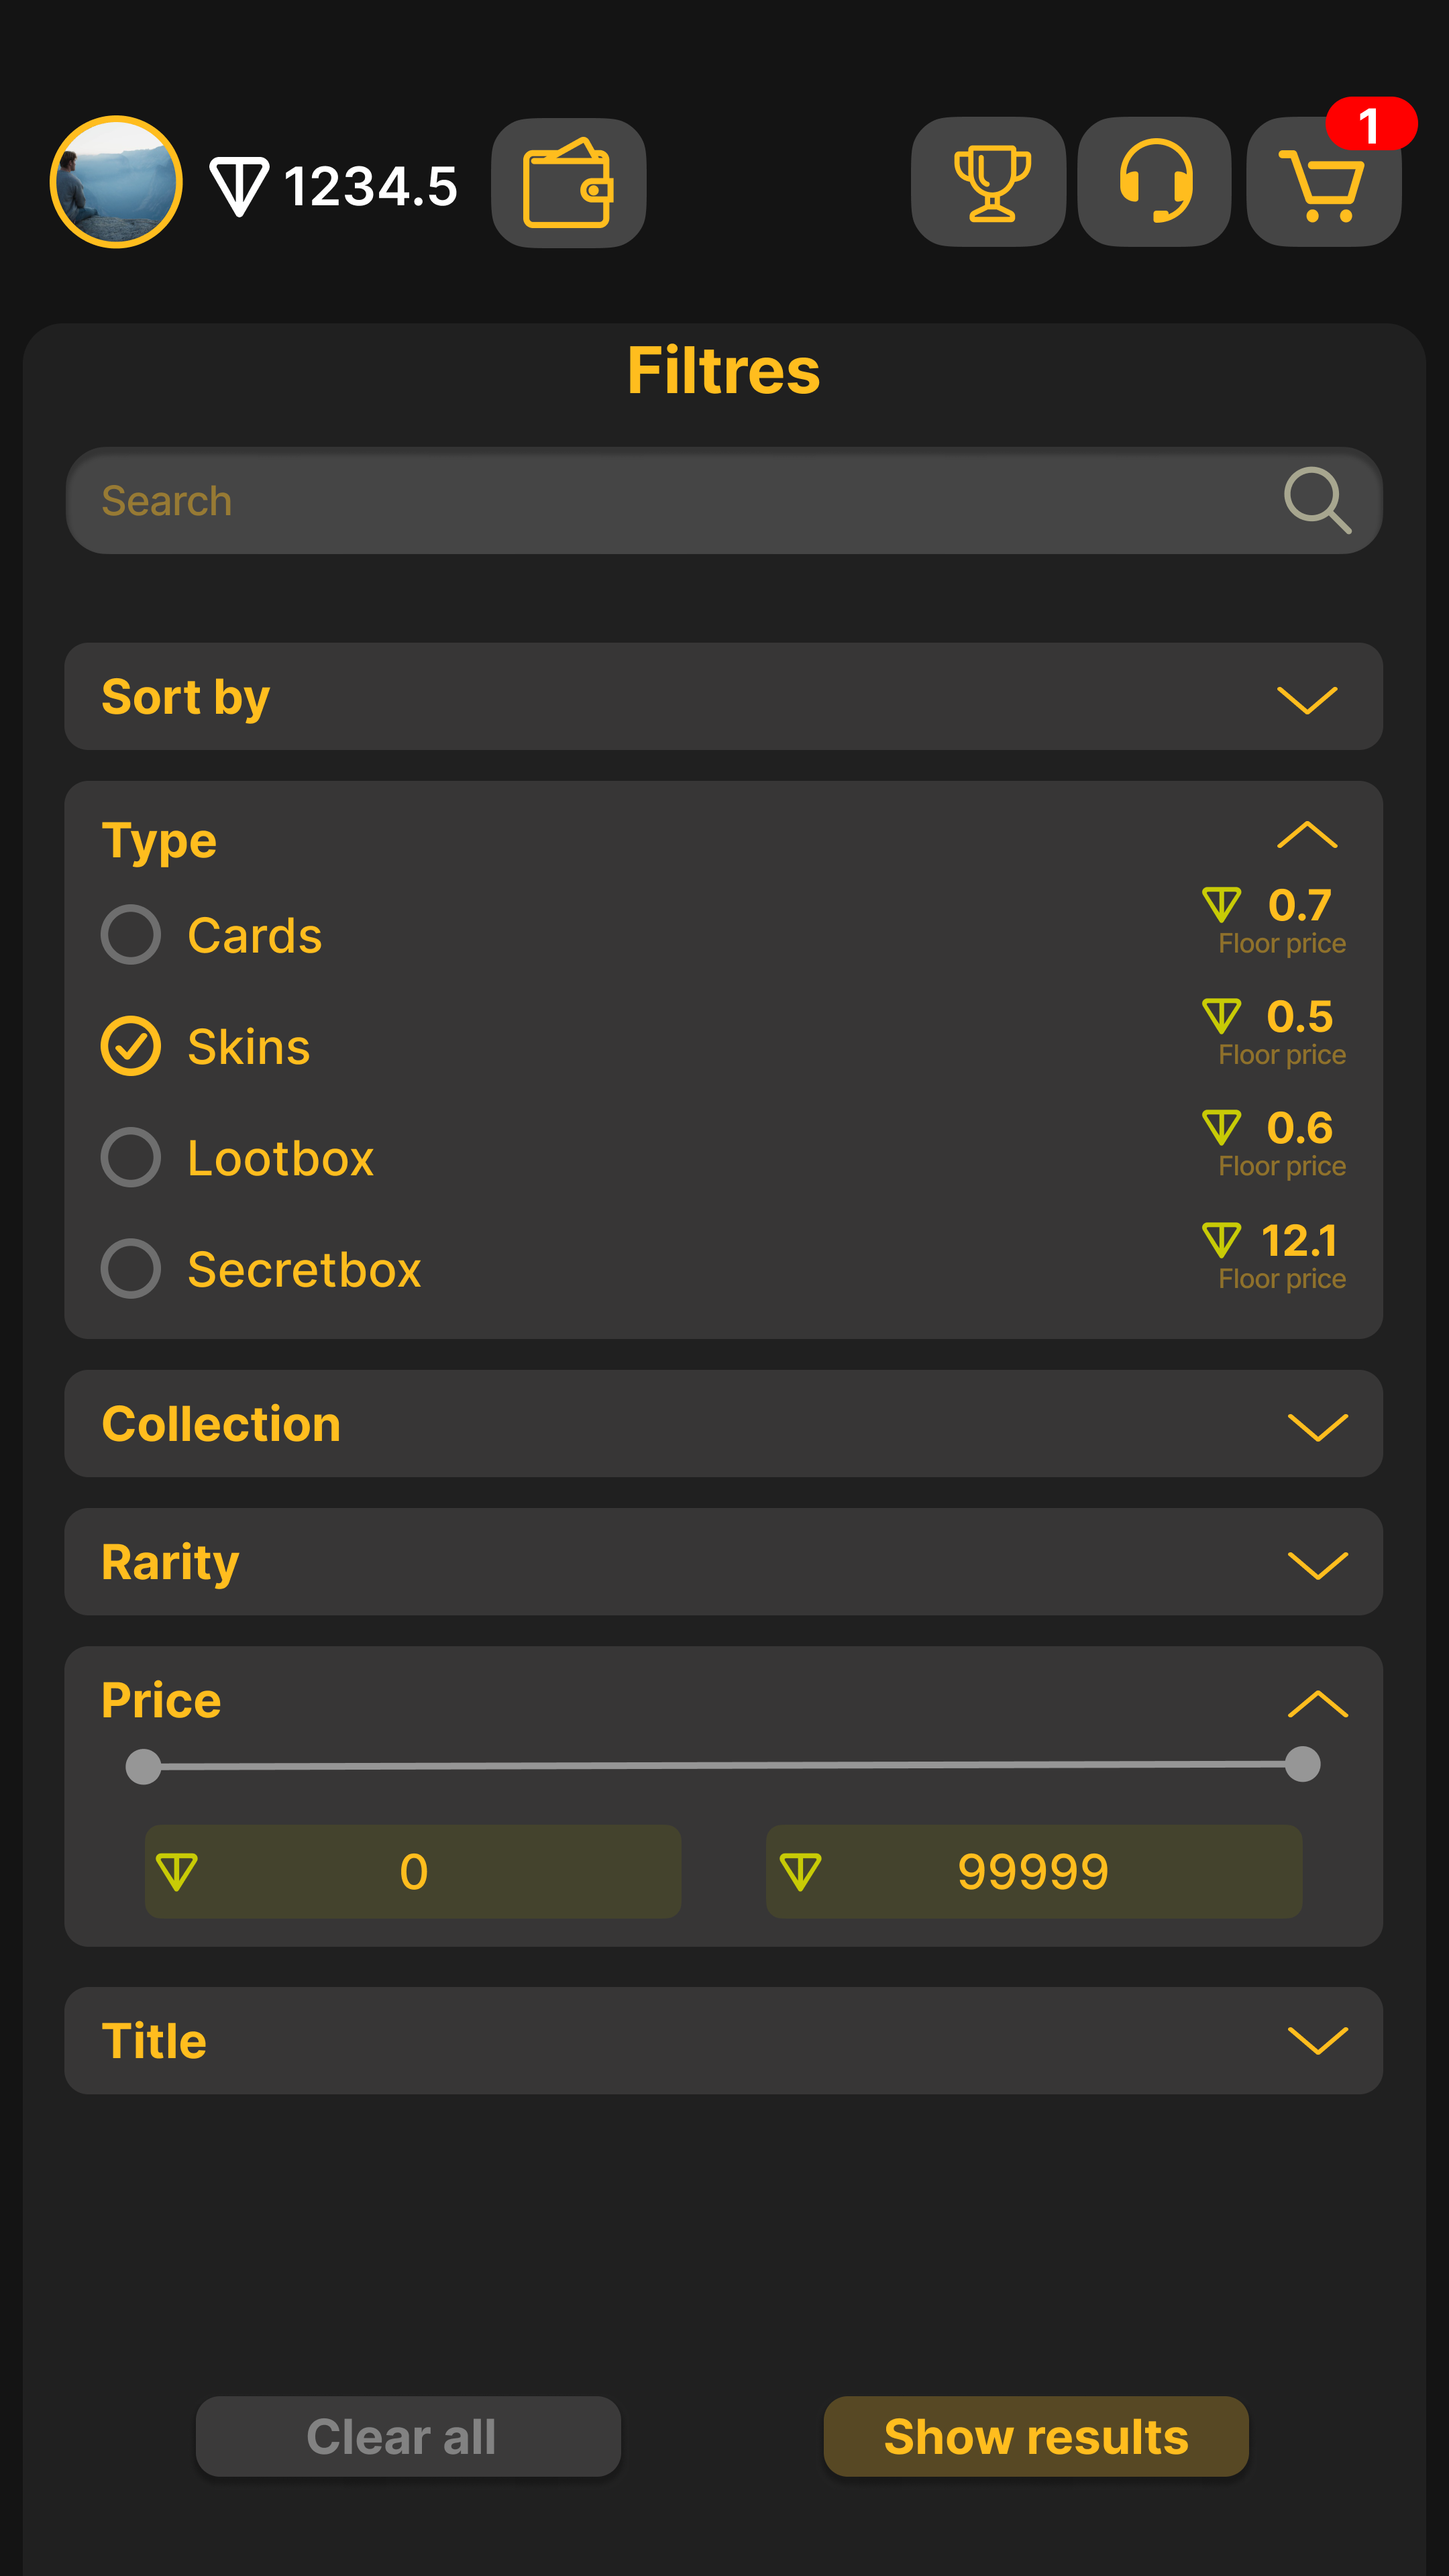 1234.5
1
Filtres
Search
Sort by
Type
Cards
0.7
Floor price
Skins
0.5
Floor price
Lootbox
0.6
Floor price
Secretbox
12.1
Floor price
Collection
Rarity
Price
0
99999
Title
Clear all
Show results